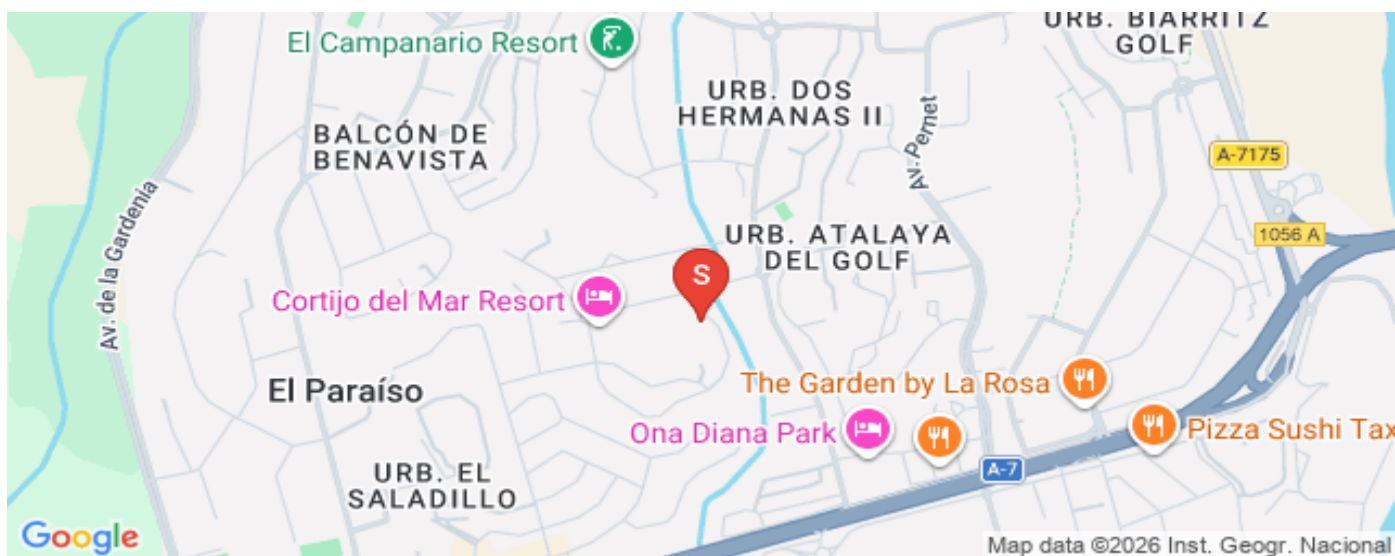 URB. BIARRITZ
GOLF
El Campanario Resort
URB. DOS
HERMANAS II
BALCÓN DE
BENAVISTA
Av. Pernet
A-7175
Av. de la Gardenia
URB. ATALAYA
DEL GOLF
1056 A
S
Cortijo del Mar Resort
El Paraíso
The Garden by La Rosa
Ona Diana Park
Pizza Sushi Tax
URB. EL
SALADILLO
A-7
Google
Map data ©2026 Inst. Geogr. Nacional